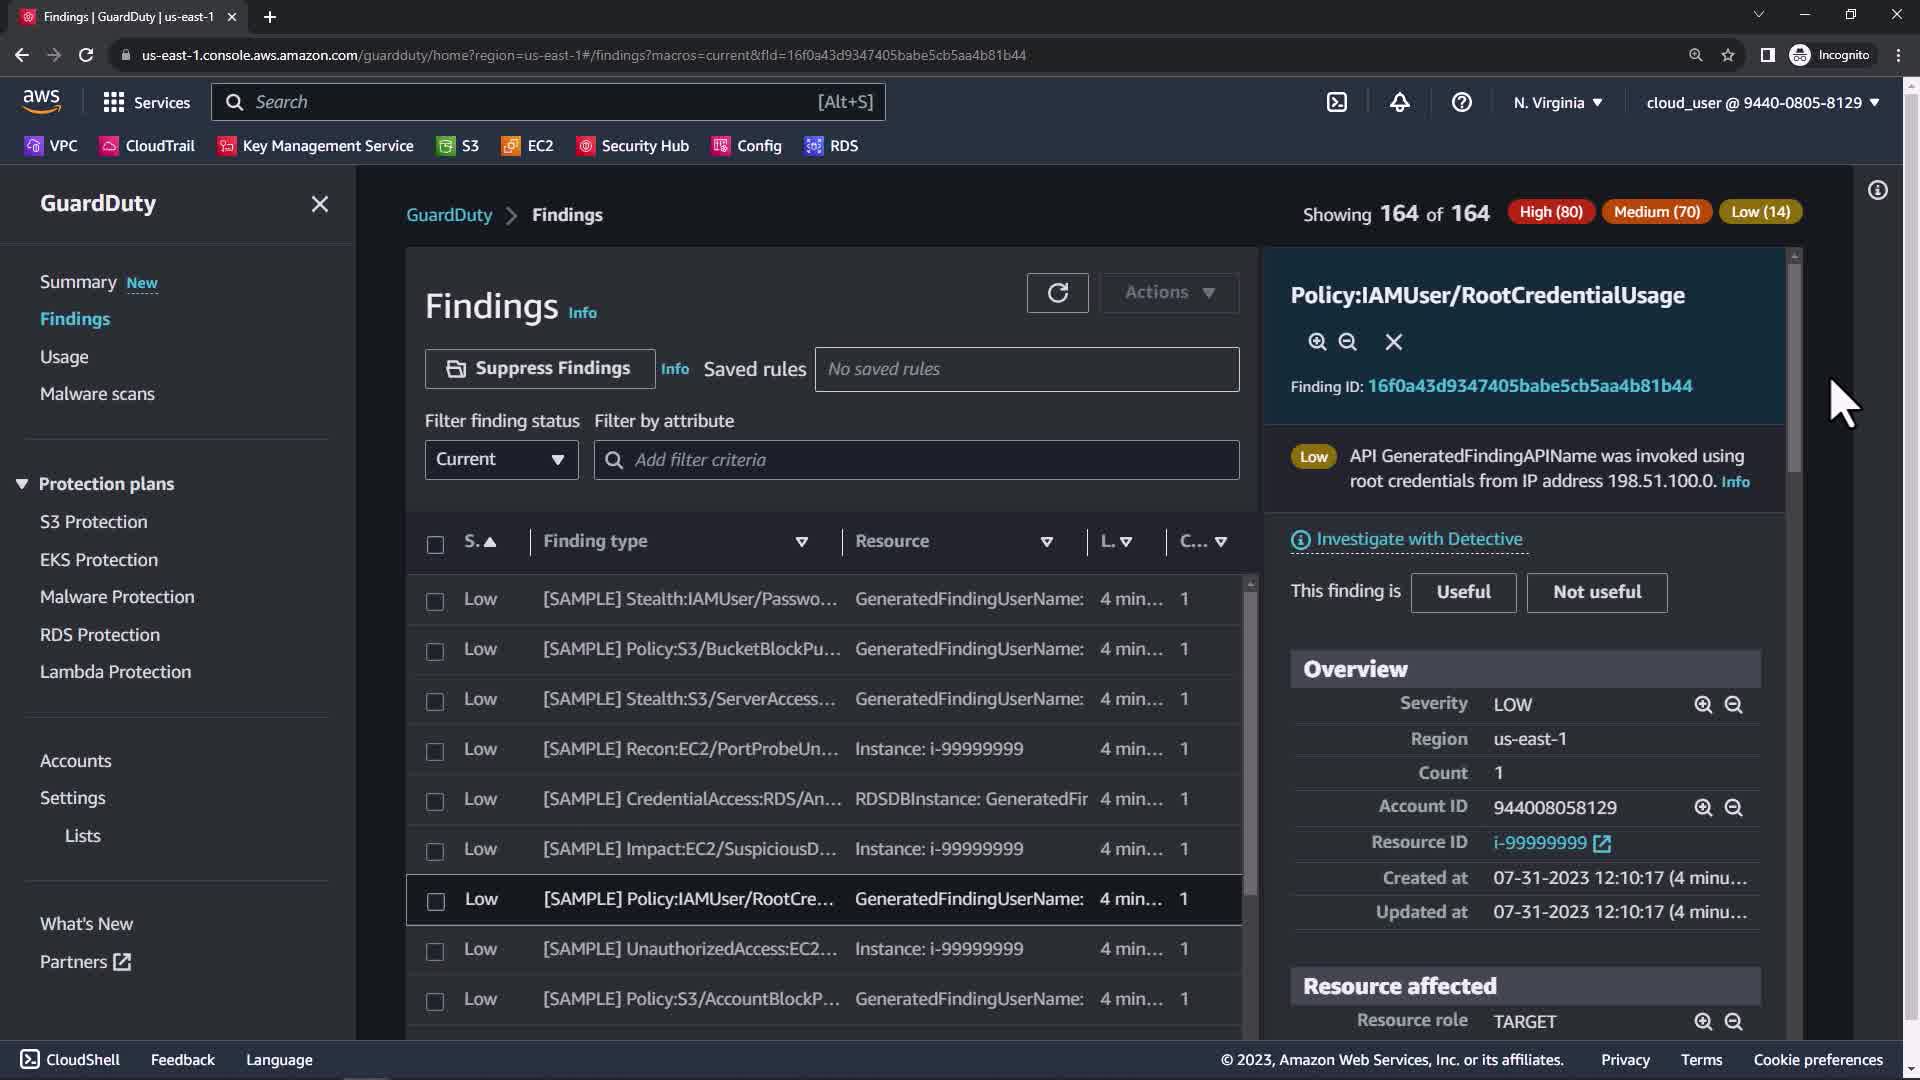 Findings | GuardDuty | us-east-1
us-east-1.console.aws.amazon.com/guardduty/home?region=us-east-1#/findings?macros=current&fId=16f0a43d9347405babe5cb5aa4b81b44
Incognito
aws
Services
Search
[Alt+S]
N. Virginia
cloud_user @ 9440-0805-8129
VPC
CloudTrail
Key Management Service
S3
EC2
Security Hub
Config
RDS
GuardDuty
Summary New
Findings
Usage
Malware scans
Protection plans
S3 Protection
EKS Protection
Malware Protection
RDS Protection
Lambda Protection
Accounts
Settings
Lists
What's New
Partners
GuardDuty > Findings
Showing 164 of 164 High (80) Medium (70) Low (14)
Findings Info
Actions
Suppress Findings Info Saved rules No saved rules
Filter finding status Filter by attribute
Current Add filter criteria
S. Finding type Resource L. C...
Low [SAMPLE] Stealth:IAMUser/Passwo... GeneratedFindingUserName: 4 min... 1
Low [SAMPLE] Policy:S3/BucketBlockPu... GeneratedFindingUserName: 4 min... 1
Low [SAMPLE] Stealth:S3/ServerAccess... GeneratedFindingUserName: 4 min... 1
Low [SAMPLE] Recon:EC2/PortProbeUn... Instance: i-99999999 4 min... 1
Low [SAMPLE] CredentialAccess:RDS/An... RDSDBInstance: GeneratedFir 4 min... 1
Low [SAMPLE] Impact:EC2/SuspiciousD... Instance: i-99999999 4 min... 1
Low [SAMPLE] Policy:IAMUser/RootCre... GeneratedFindingUserName: 4 min... 1
Low [SAMPLE] UnauthorizedAccess:EC2... Instance: i-99999999 4 min... 1
Low [SAMPLE] Policy:S3/AccountBlockP... GeneratedFindingUserName: 4 min... 1
Policy:IAMUser/RootCredentialUsage
Finding ID: 16f0a43d9347405babe5cb5aa4b81b44
Low API GeneratedFindingAPIName was invoked using
root credentials from IP address 198.51.100.0. Info
Investigate with Detective
This finding is Useful Not useful
Overview
Severity LOW
Region us-east-1
Count 1
Account ID 944008058129
Resource ID i-99999999
Created at 07-31-2023 12:10:17 (4 minu...
Updated at 07-31-2023 12:10:17 (4 minu...
Resource affected
Resource role TARGET
CloudShell Feedback Language
© 2023, Amazon Web Services, Inc. or its affiliates. Privacy Terms Cookie preferences